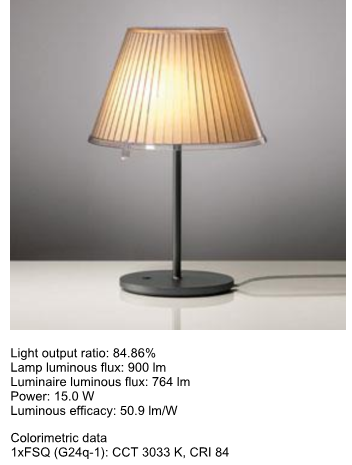 Light output ratio: 84.86%
Lamp luminous flux: 900 lm
Luminaire luminous flux: 764 lm
Power: 15.0 W
Luminous efficacy: 50.9 lm/W
Colorimetric data
1xFSQ (G24q-1): CCT 3033 K, CRI 84